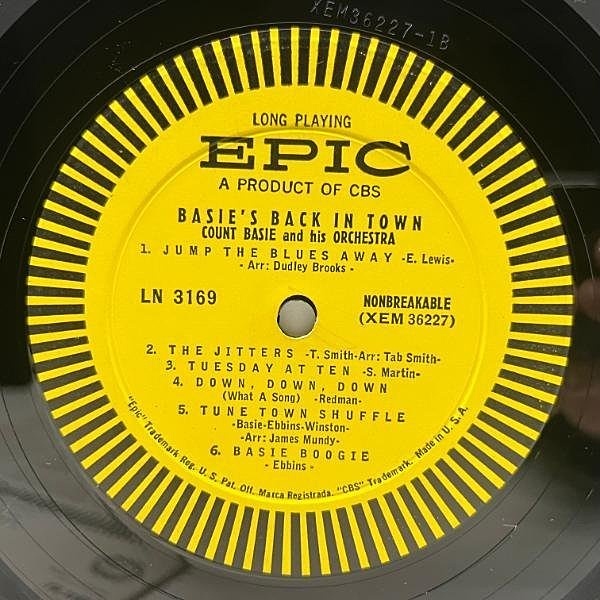 XEM36227-1B
LONG PLAYING
EPIC
A PRODUCT OF CBS
BASIE'S BACK IN TOWN
COUNT BASIE and his ORCHESTRA
1. JUMP THE BLUES AWAY -E. Lewis-
- Arr: Dudley Brooks -
LN 3169
NONBREAKABLE
(XEM 36227)
2. THE JITTERS -T. Smith-Arr: Tab Smith-
3. TUESDAY AT TEN -S. Martin-
4. DOWN, DOWN, DOWN
(What A Song) -Redman-
5. TUNE TOWN SHUFFLE
-Basie-Ebbins-Winston-
-Arr: James Mundy-
6. BASIE BOOGIE
- Ebbins -
"Epic" Trademark Reg. U. S. Pat. Off. Marca Registrada. "CBS" Trademark. Made in U. S. A.